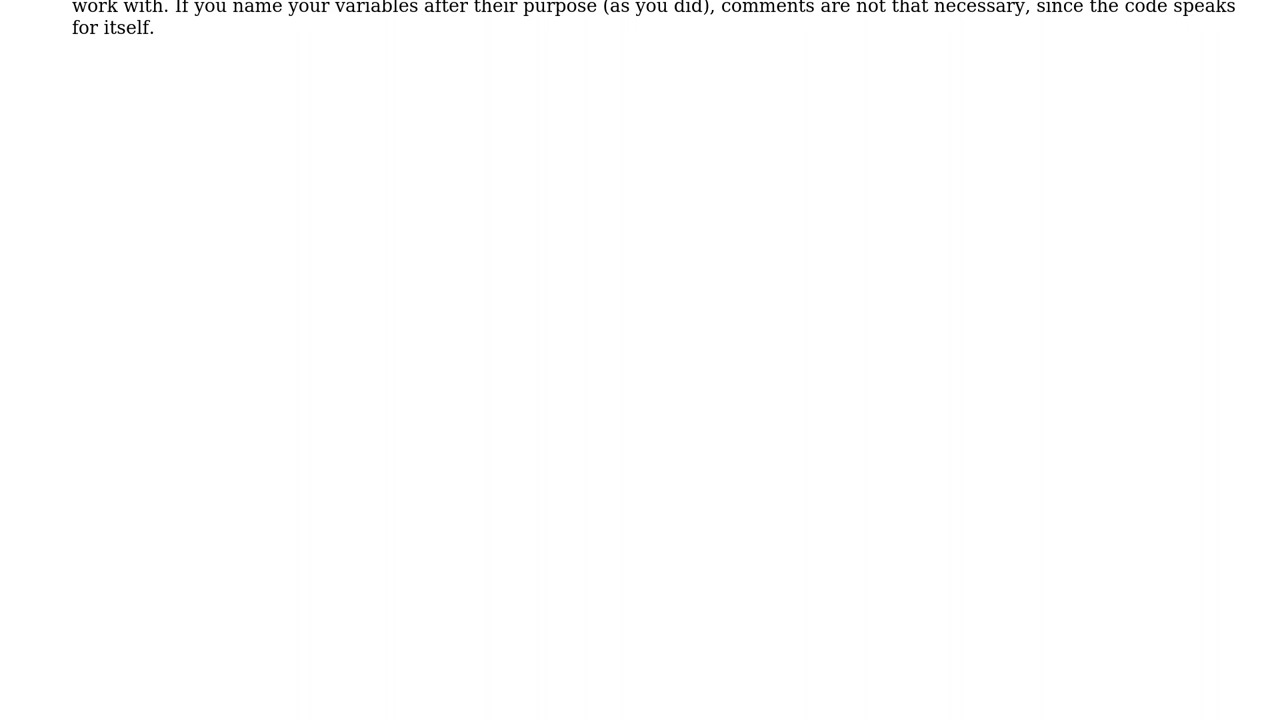 work with. If you name your variables after their purpose (as you did), comments are not that necessary, since the code speaks
for itself.